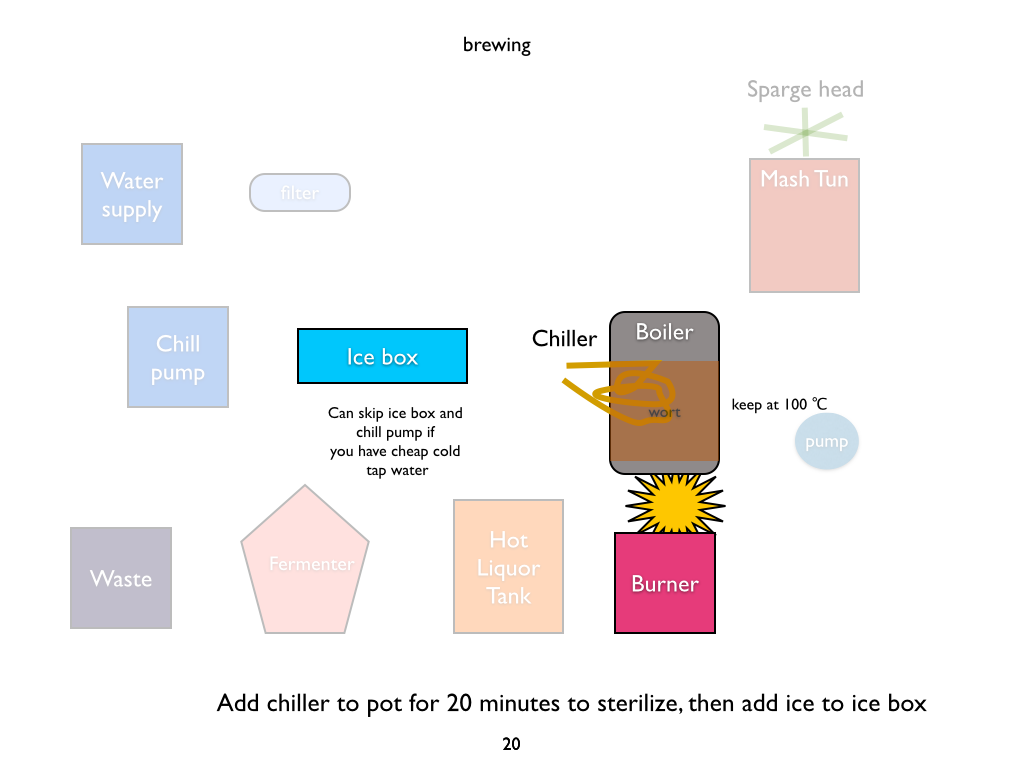 brewing
Sparge head
Mash Tun
Water
supply
filter
Chill
pump
Ice box
Chiller
Boiler
wort
keep at 100 ℃
pump
Can skip ice box and
chill pump if
you have cheap cold
tap water
Waste
Fermenter
Hot
Liquor
Tank
Burner
Add chiller to pot for 20 minutes to sterilize, then add ice to ice box
20